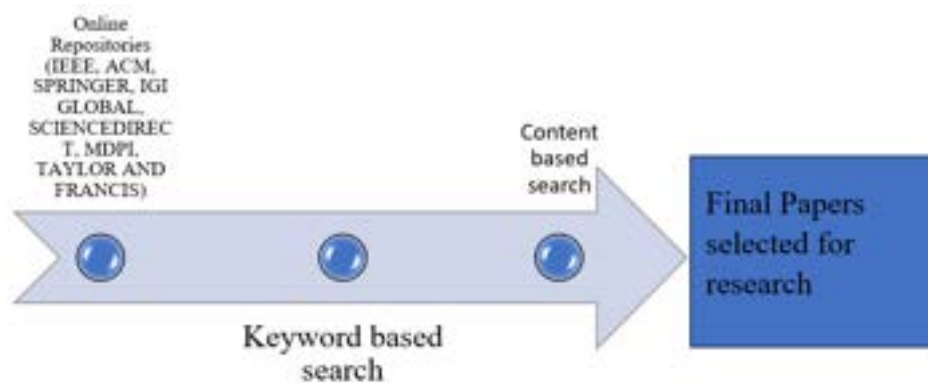 Online
Repositories
(IEEE, ACM,
SPRINGER, IGI
GLOBAL,
SCIENCEDIREC
T, MDPI,
TAYLOR AND
FRANCIS)
Keyword based
search
Content
based
search
Final Papers
selected for
research